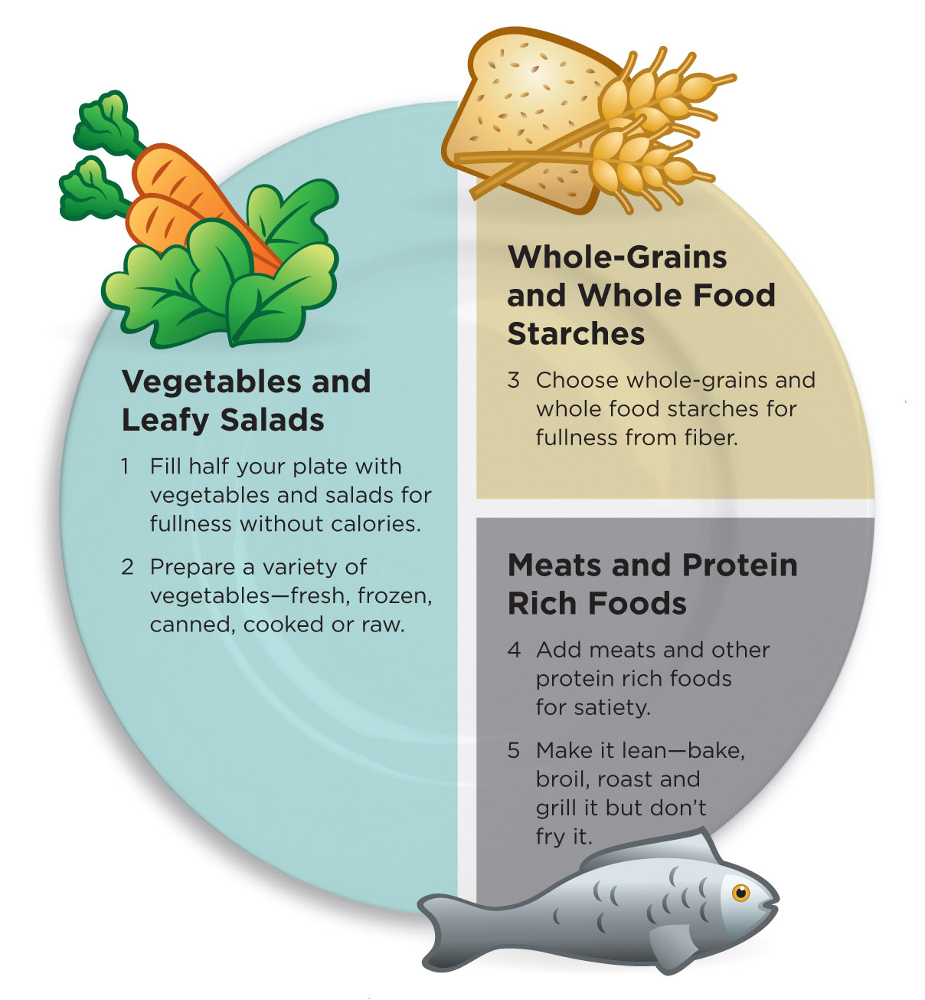 Vegetables and
Leafy Salads
1 Fill half your plate with
vegetables and salads for
fullness without calories.
2 Prepare a variety of
vegetables—fresh, frozen,
canned, cooked or raw.
Whole-Grains
and Whole Food
Starches
3 Choose whole-grains and
whole food starches for
fullness from fiber.
Meats and Protein
Rich Foods
4 Add meats and other
protein rich foods
for satiety.
5 Make it lean—bake,
broil, roast and
grill it but don’t
fry it.